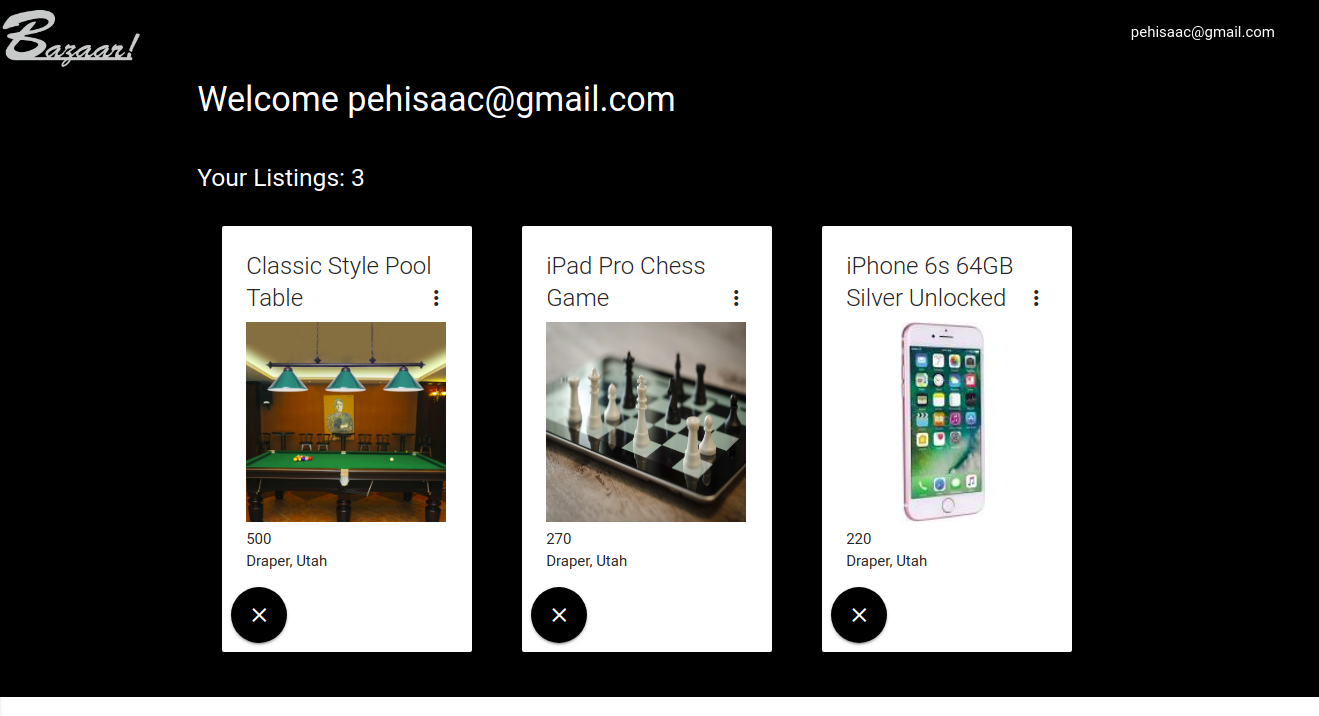 Bazaar!
pehisaac@gmail.com
Welcome pehisaac@gmail.com
Your Listings: 3
Classic Style Pool
Table
500
Draper, Utah
iPad Pro Chess
Game
270
Draper, Utah
iPhone 6s 64GB
Silver Unlocked
220
Draper, Utah